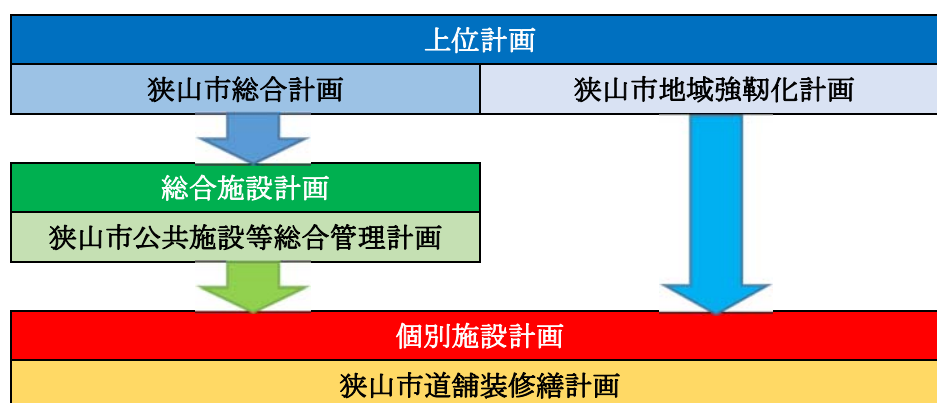 上位計画
狭山市総合計画
狭山市地域強靭化計画
総合施設計画
狭山市公共施設等総合管理計画
個別施設計画
狭山市道舗装修繕計画